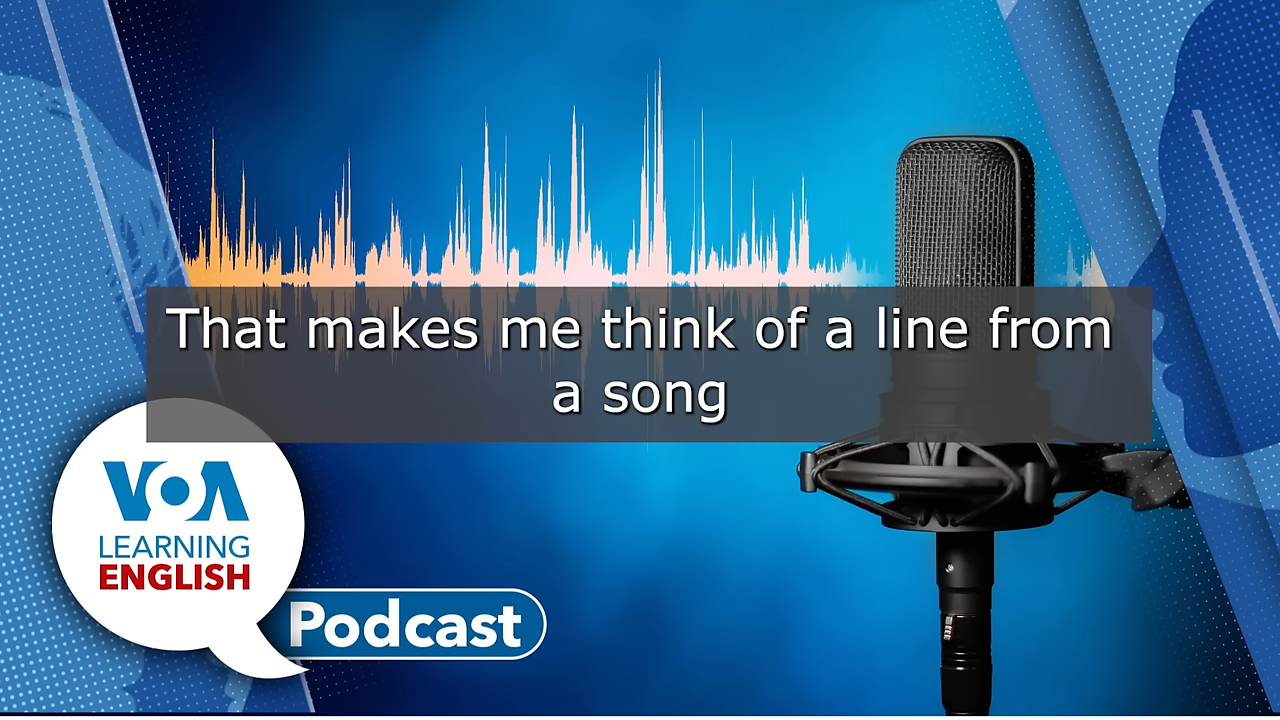 That makes me think of a line from
a song
VOA
LEARNING
ENGLISH
Podcast